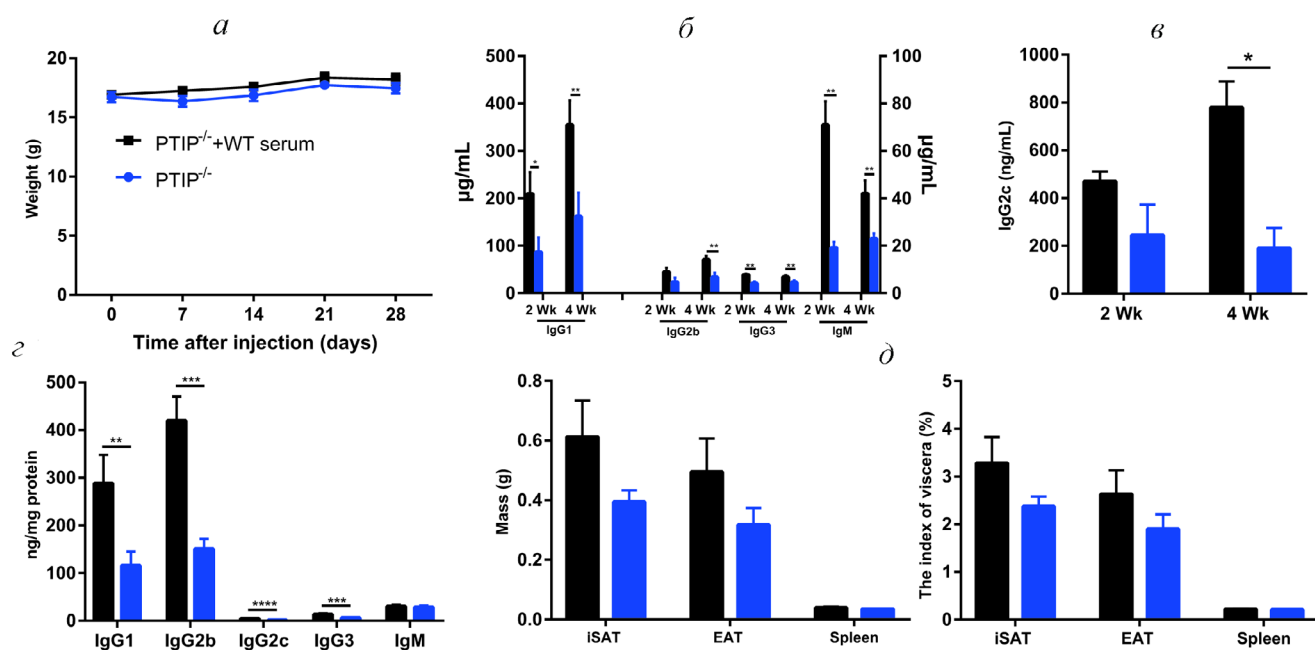 а
20
15
10
5
0
Weight (g)
PTIP-/-+WT serum
PTIP-/-
0 7 14 21 28
Time after injection (days)
б
500
400
300
200
100
0
µg/mL
100
80
60
40
20
0
µg/mL
* ** ** ** ** ** **
2 Wk 4 Wk 2 Wk 4 Wk 2 Wk 4 Wk 2 Wk 4 Wk
IgG1 IgG2b IgG3 IgM
в
1000
800
600
400
200
0
IgG2c (ng/mL)
*
2 Wk 4 Wk
г
500
400
300
200
100
0
ng/mg protein
** *** **** ***
IgG1 IgG2b IgG2c IgG3 IgM
д
0.8
0.6
0.4
0.2
0.0
Mass (g)
iSAT EAT Spleen
5
4
3
2
1
0
The index of viscera (%)
iSAT EAT Spleen